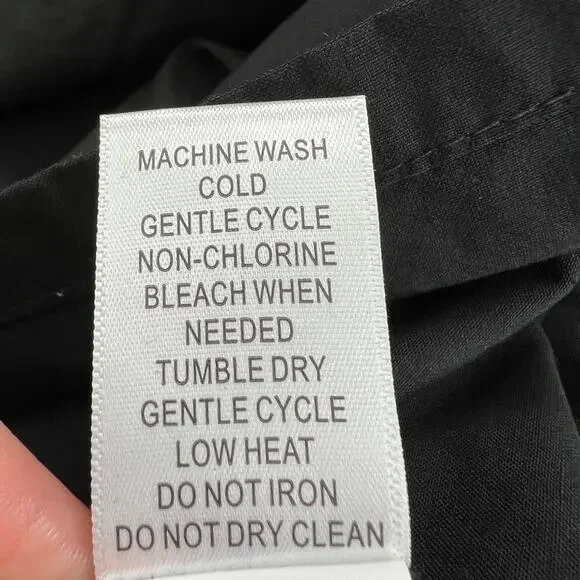 MACHINE WASH
COLD
GENTLE CYCLE
NON-CHLORINE
BLEACH WHEN
NEEDED
TUMBLE DRY
GENTLE CYCLE
LOW HEAT
DO NOT IRON
DO NOT DRY CLEAN